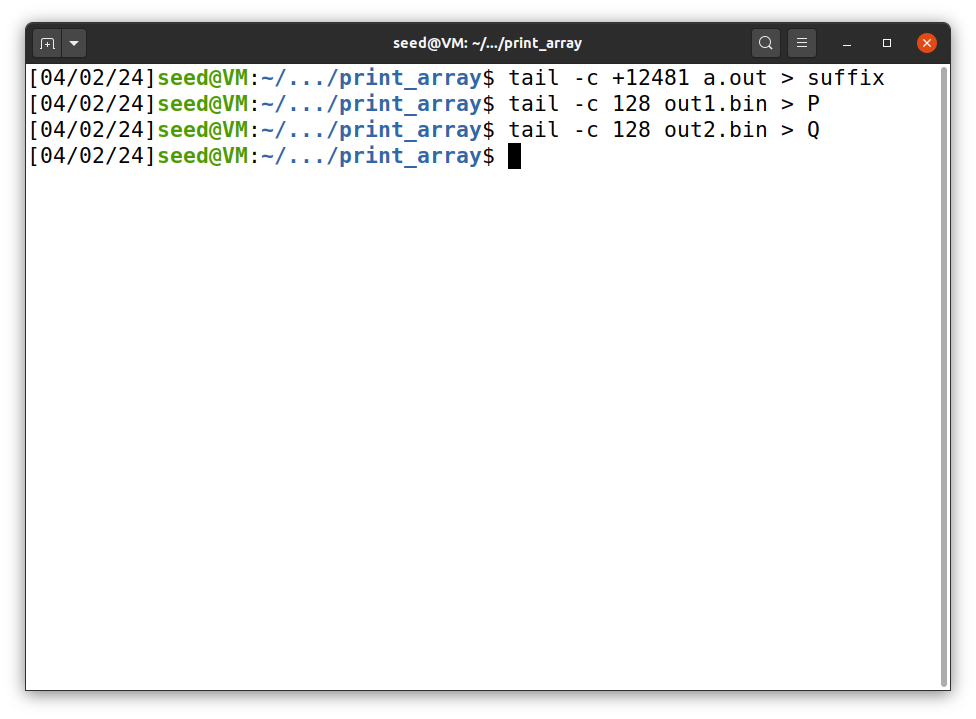 seed@VM: ~/.../print_array
[04/02/24]seed@VM:~/.../print_array$ tail -c +12481 a.out > suffix
[04/02/24]seed@VM:~/.../print_array$ tail -c 128 out1.bin > P
[04/02/24]seed@VM:~/.../print_array$ tail -c 128 out2.bin > Q
[04/02/24]seed@VM:~/.../print_array$